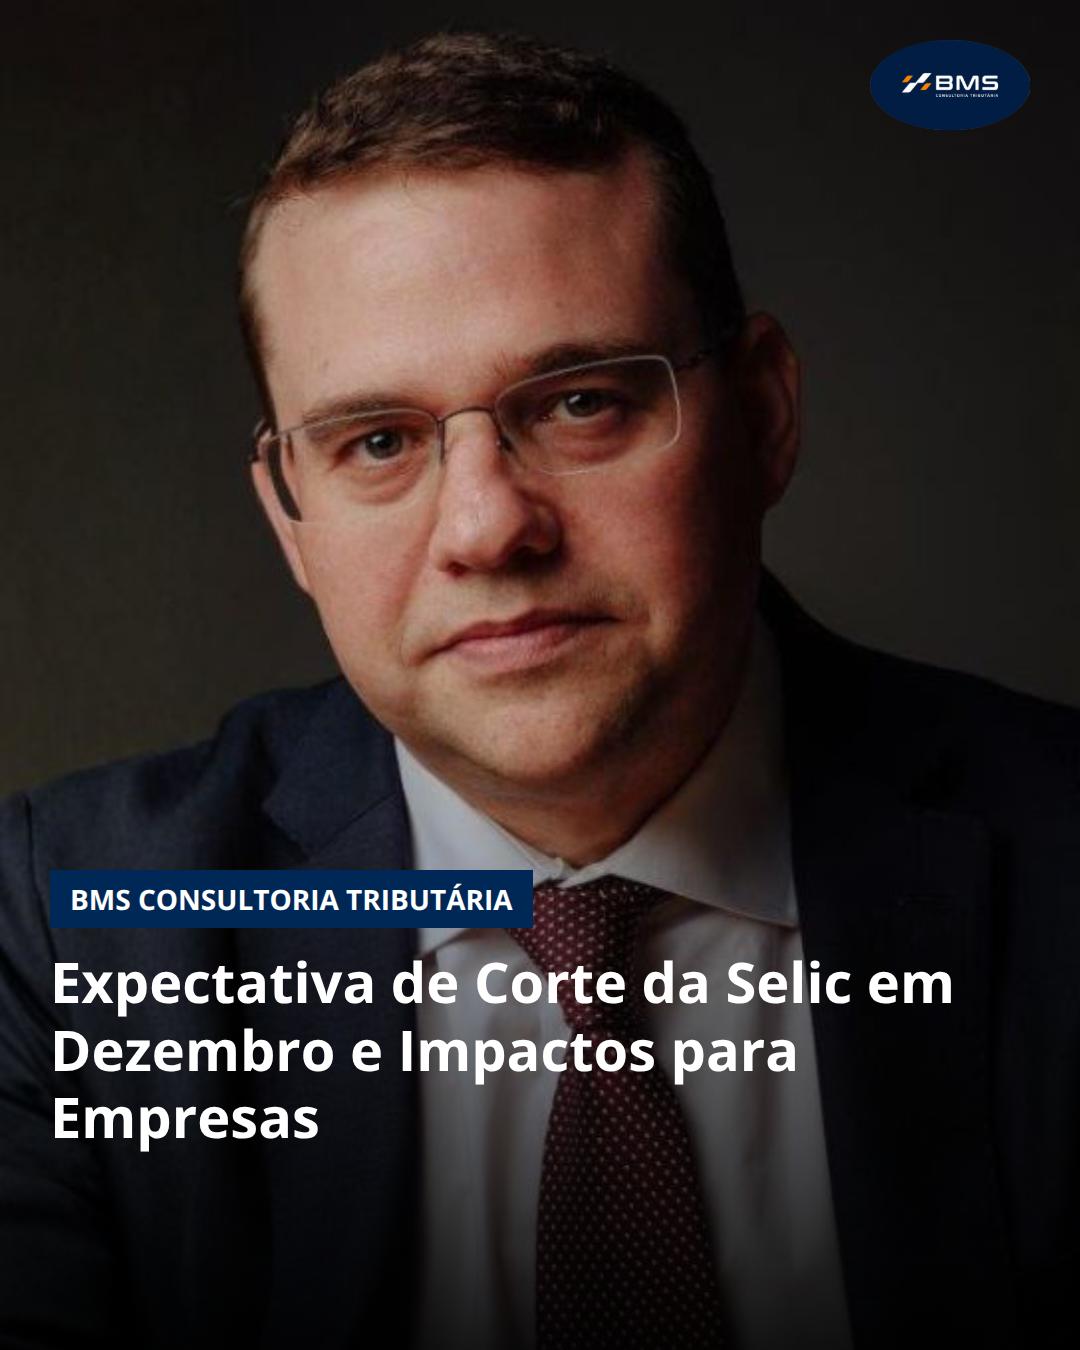 BMS
CONSULTORIA TRIBUTÁRIA
BMS CONSULTORIA TRIBUTÁRIA
Expectativa de Corte da Selic em
Dezembro e Impactos para
Empresas